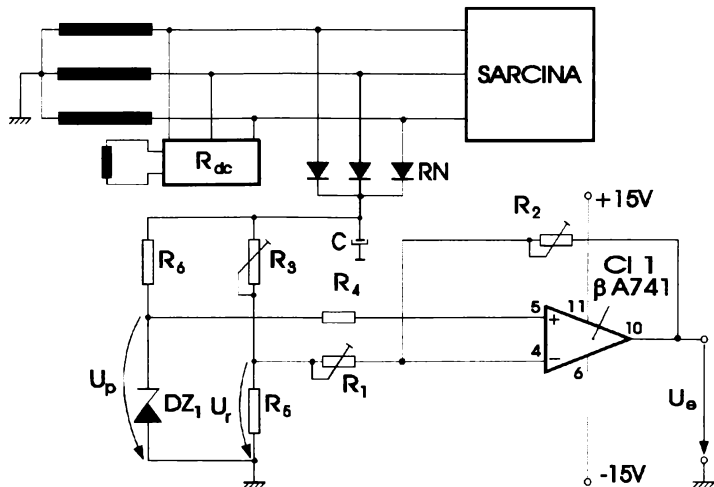 SARCINA
Rdc
RN
+15V
R2
C
R6
R3
R4
CI 1
βA741
5
11
10
+
4
−
6
Up
DZ1
Ur
R5
R1
Ue
-15V